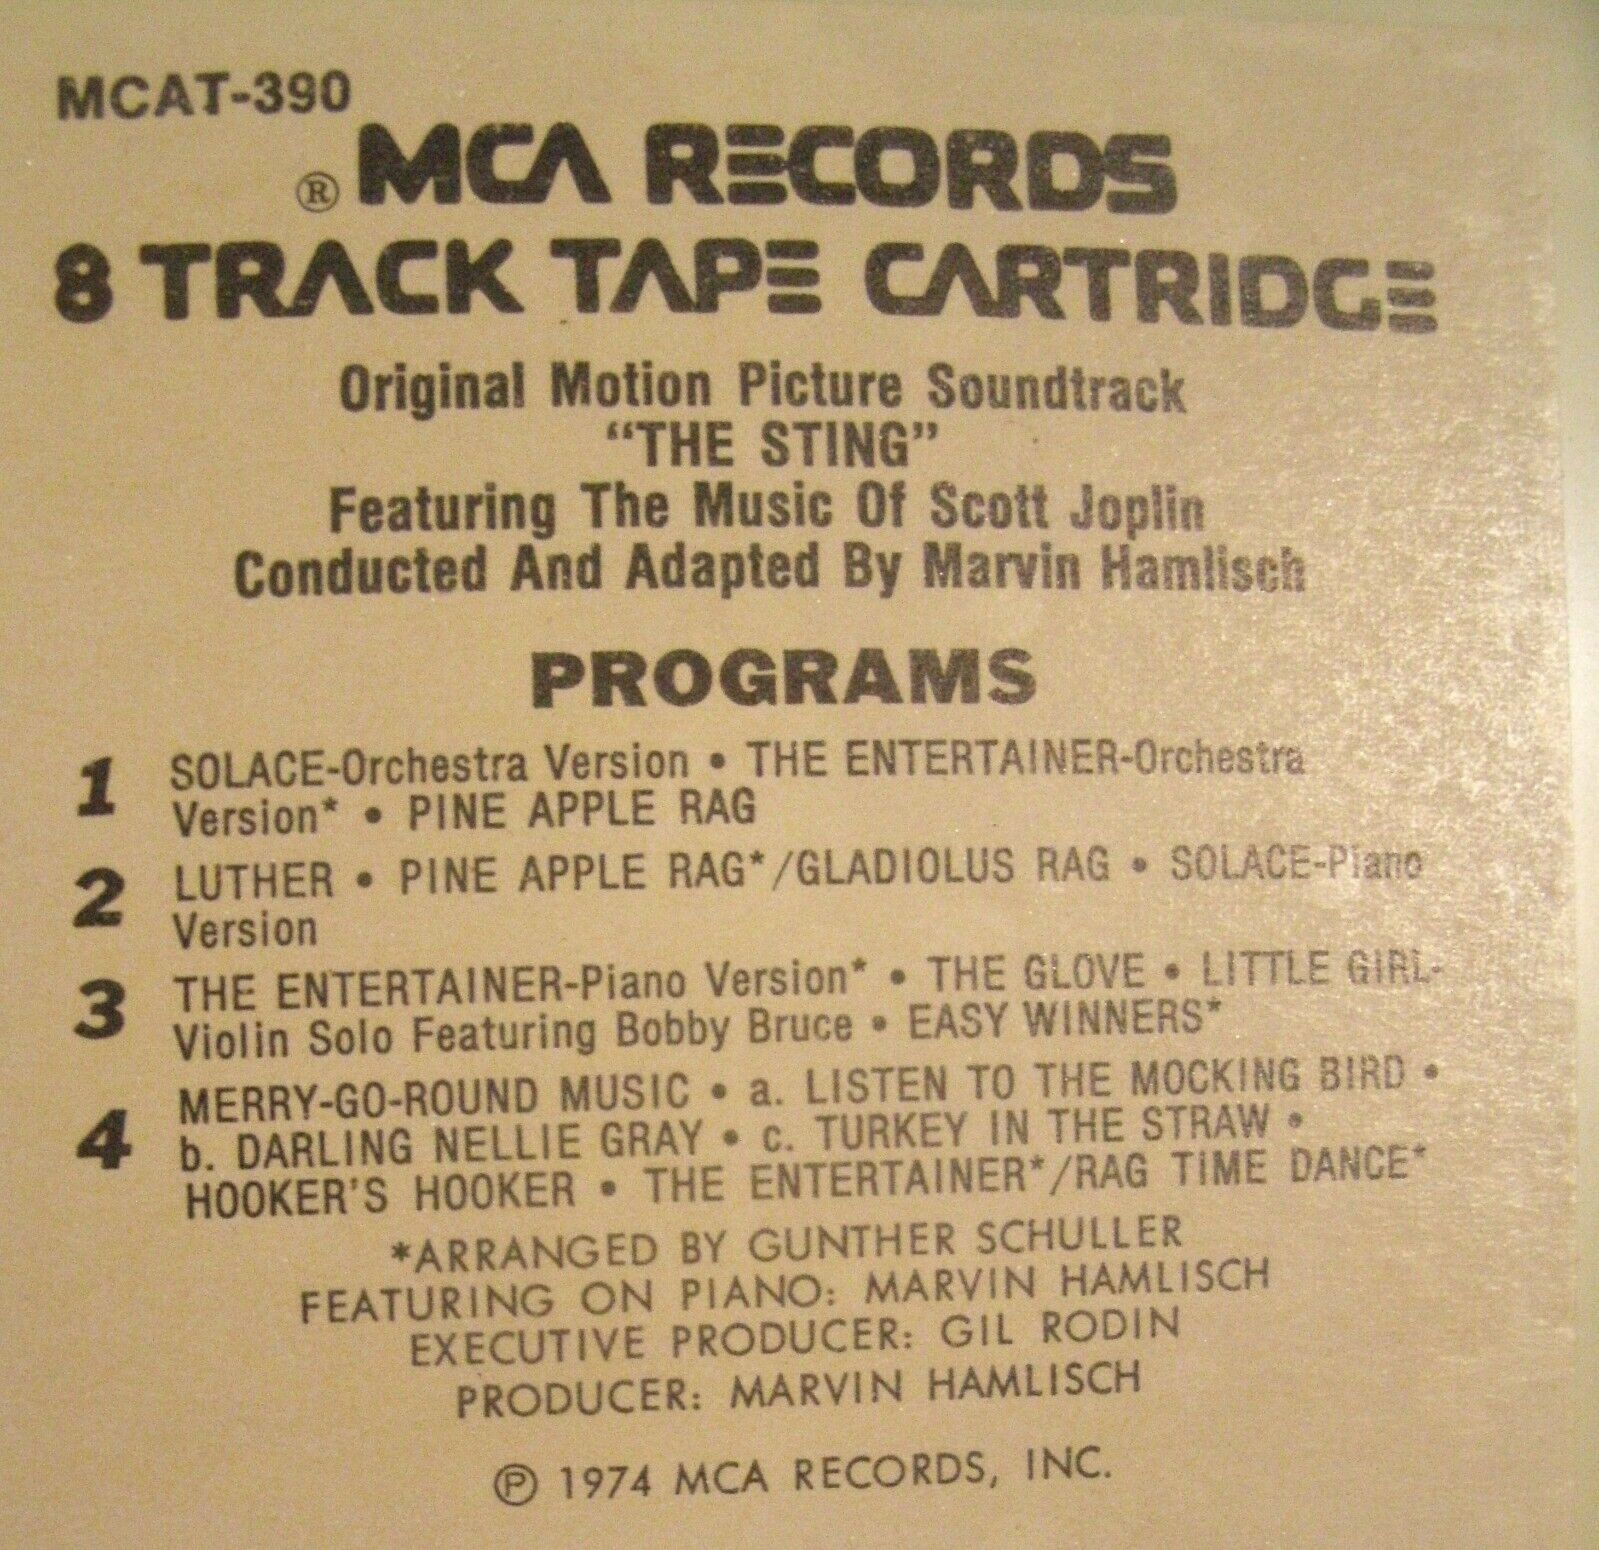 MCAT-390
® MCA RECORDS
8 TRACK TAPE CARTRIDGE
Original Motion Picture Soundtrack
“THE STING”
Featuring The Music Of Scott Joplin
Conducted And Adapted By Marvin Hamlisch
PROGRAMS
1 SOLACE-Orchestra Version • THE ENTERTAINER-Orchestra
Version* • PINE APPLE RAG
2 LUTHER • PINE APPLE RAG*/GLADIOLUS RAG • SOLACE-Piano
Version
3 THE ENTERTAINER-Piano Version* • THE GLOVE • LITTLE GIRL-
Violin Solo Featuring Bobby Bruce • EASY WINNERS*
4 MERRY-GO-ROUND MUSIC • a. LISTEN TO THE MOCKING BIRD •
b. DARLING NELLIE GRAY • c. TURKEY IN THE STRAW •
HOOKER'S HOOKER • THE ENTERTAINER*/RAG TIME DANCE*
*ARRANGED BY GUNTHER SCHULLER
FEATURING ON PIANO: MARVIN HAMLISCH
EXECUTIVE PRODUCER: GIL RODIN
PRODUCER: MARVIN HAMLISCH
℗ 1974 MCA RECORDS, INC.